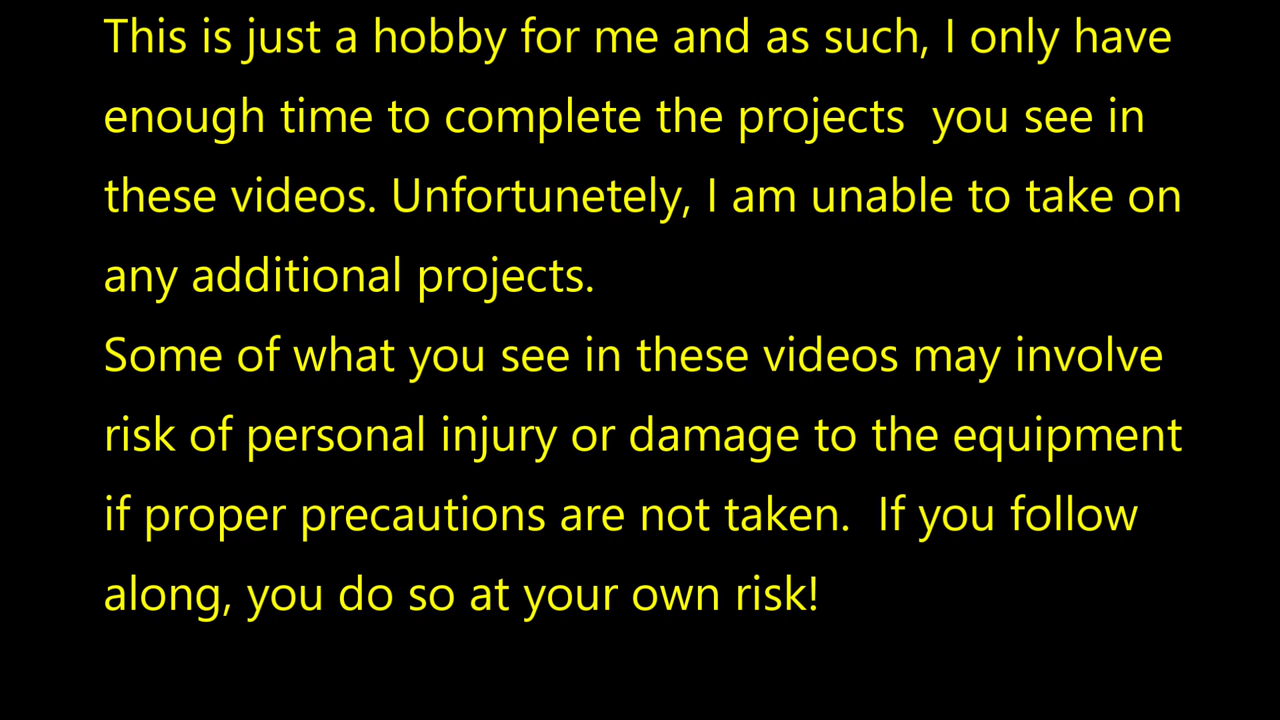 This is just a hobby for me and as such, I only have
enough time to complete the projects  you see in
these videos. Unfortunetely, I am unable to take on
any additional projects.
Some of what you see in these videos may involve
risk of personal injury or damage to the equipment
if proper precautions are not taken.  If you follow
along, you do so at your own risk!